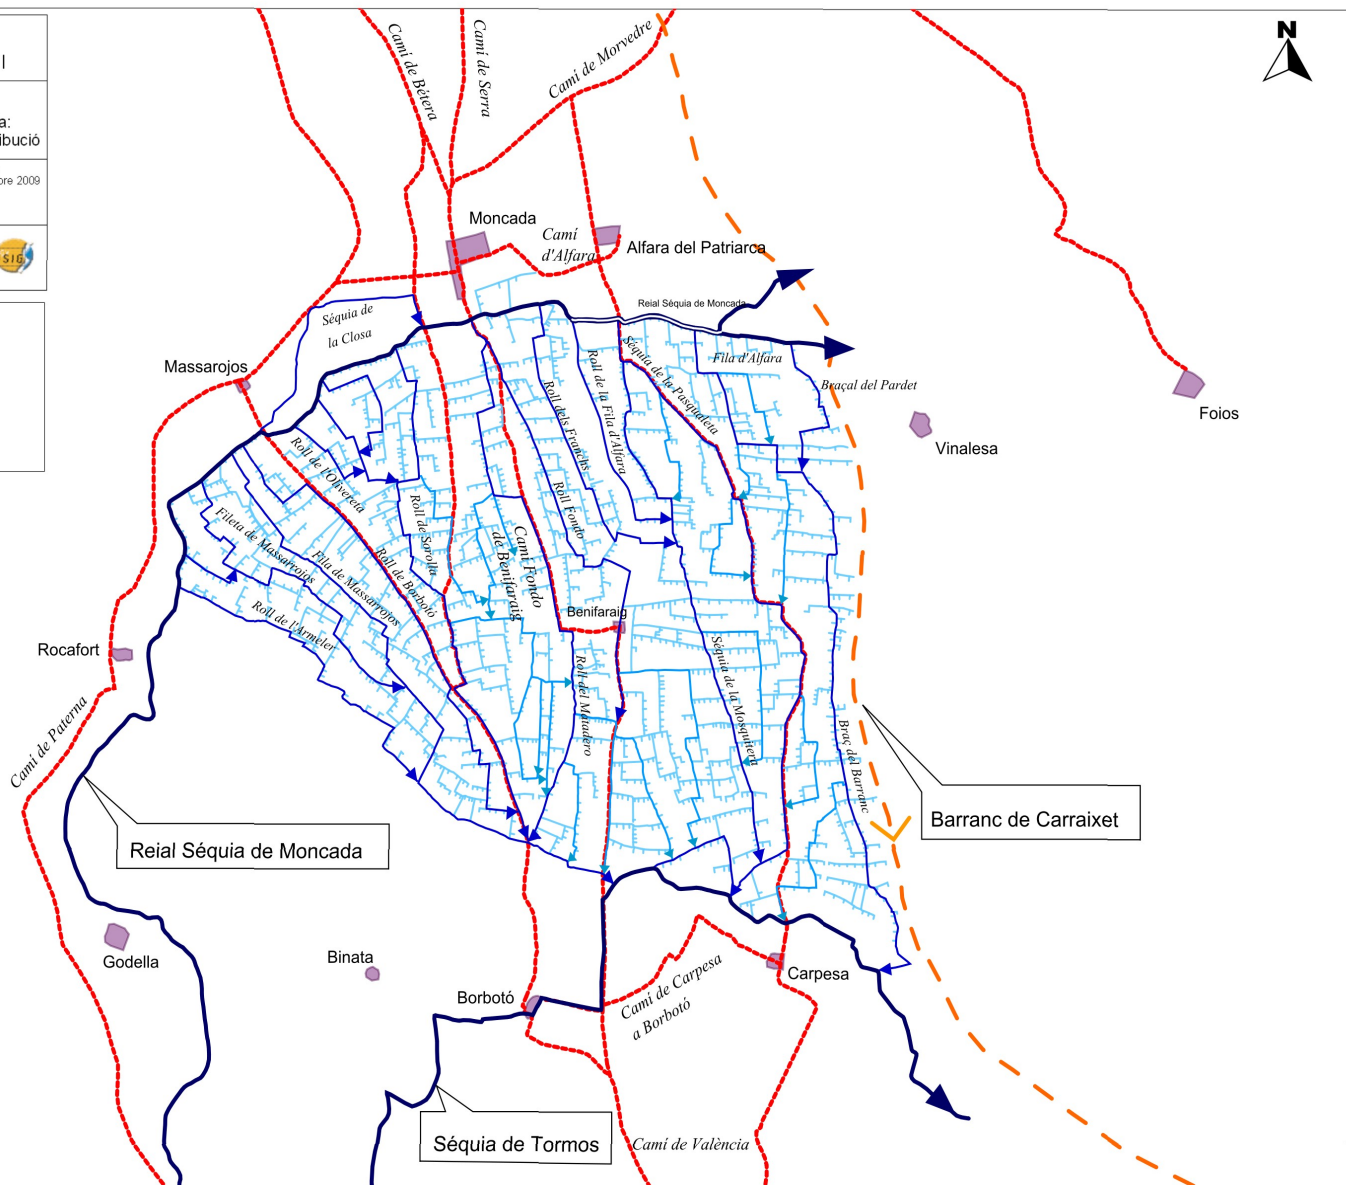 l
a:
ibució
bre 2009
SIG
N
Camí de Bétera
Camí de Serra
Camí de Morvedre
Moncada
Camí
d'Alfara
Alfara del Patriarca
Reial Séquia de Moncada
Séquia de
la Closa
Massarojos
Fila d'Alfara
Braçal del Pardet
Foios
Vinalesa
Séquia de la Pasqualeta
Roll de la Fila d'Alfara
Roll dels Franchs
Roll Fondo
Roll de l'Olivereta
Roll de Sorolla
Camí Fondo
de Benifaraig
Fileta de Massarrojos
Fila de Massarrojos
Roll de Borbotó
Roll de l'Armeler
Benifaraig
Rocafort
Roll del Matadero
Séquia de la Mosquiera
Braç del Barranc
Camí de Paterna
Barranc de Carraixet
Reial Séquia de Moncada
Godella
Binata
Borbotó
Carpesa
Camí de Carpesa
a Borbotó
Séquia de Tormos
Camí de València